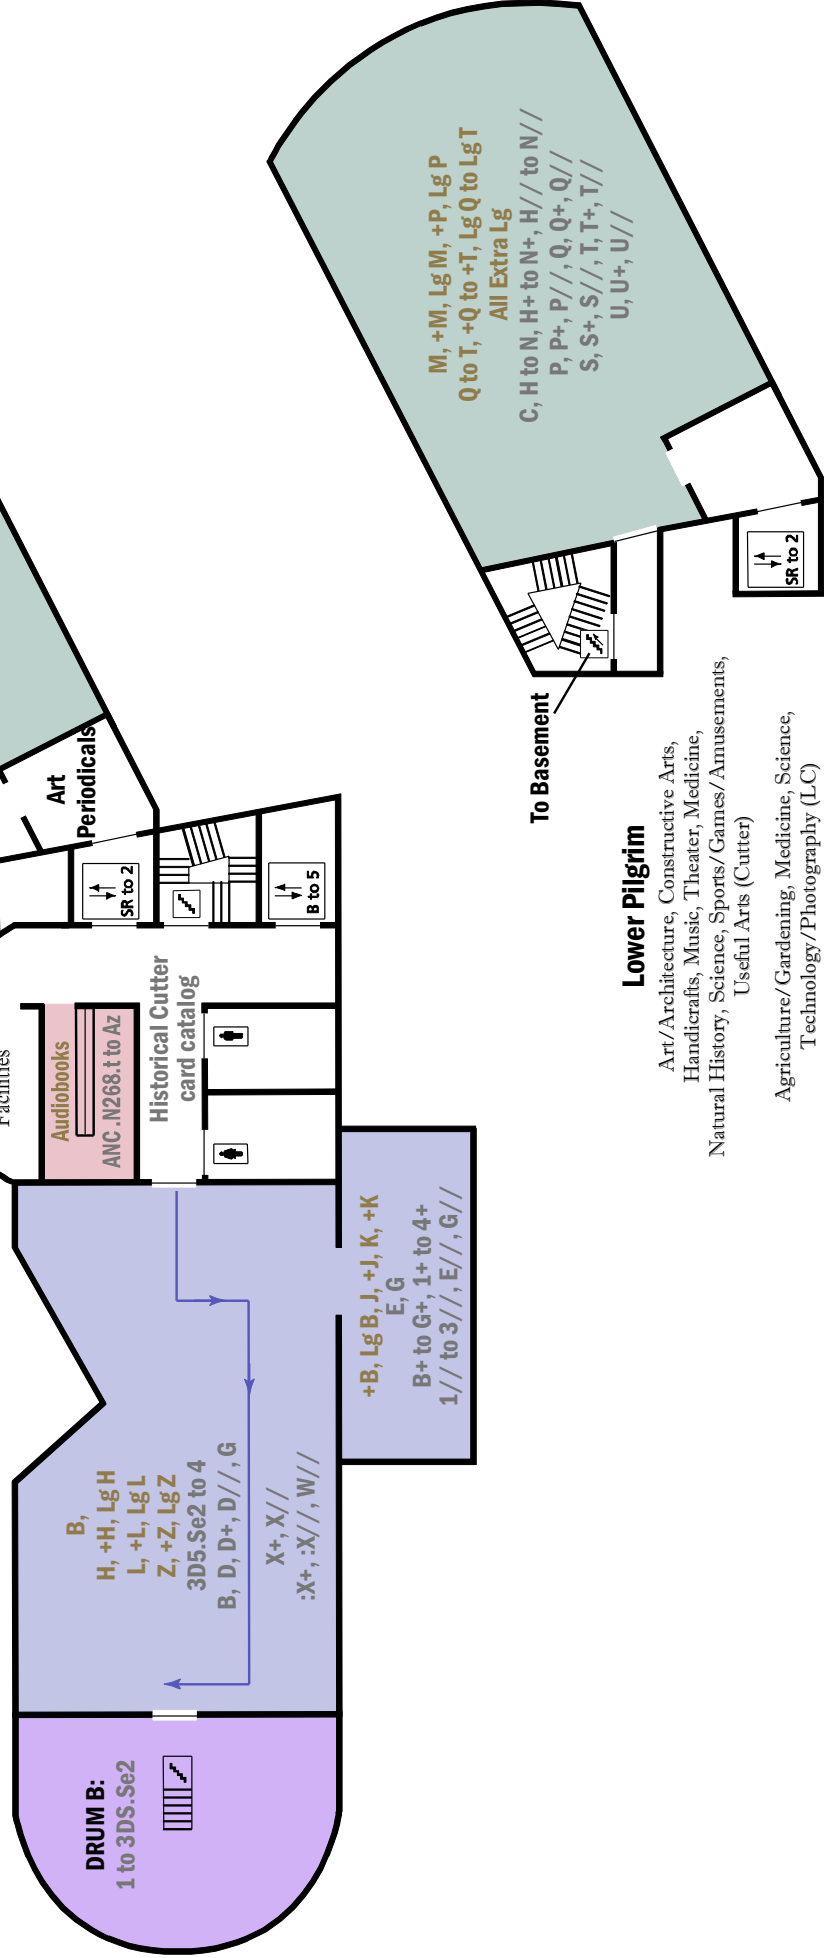 M, +M, Lg M, +P, Lg P
Q to T, +Q to +T, Lg Q to Lg T
All Extra Lg
C, H to N, H+ to N+, H// to N//
P, P+, P//, Q, Q+, Q//
S, S+, S//, T, T+, T//
U, U+, U//
SR to 2
To Basement
Lower Pilgrim
Art/Architecture, Constructive Arts,
Handicrafts, Music, Theater, Medicine,
Natural History, Science, Sports/Games/Amusements,
Useful Arts (Cutter)
Agriculture/Gardening, Medicine, Science,
Technology/Photography (LC)
Art
Periodicals
SR to 2
B to 5
Facilities
Audiobooks
ANC .N268.t to Az
Historical Cutter
card catalog
+B, Lg B, J, +J, K, +K
E, G
B+ to G+, 1+ to 4+
1// to 3//, E//, G//
B,
H, +H, Lg H
L, +L, Lg L
Z, +Z, Lg Z
3D5.Se2 to 4
B, D, D+, D//, G
X+, X//
:X+, :X//, W//
DRUM B:
1 to 3DS.Se2